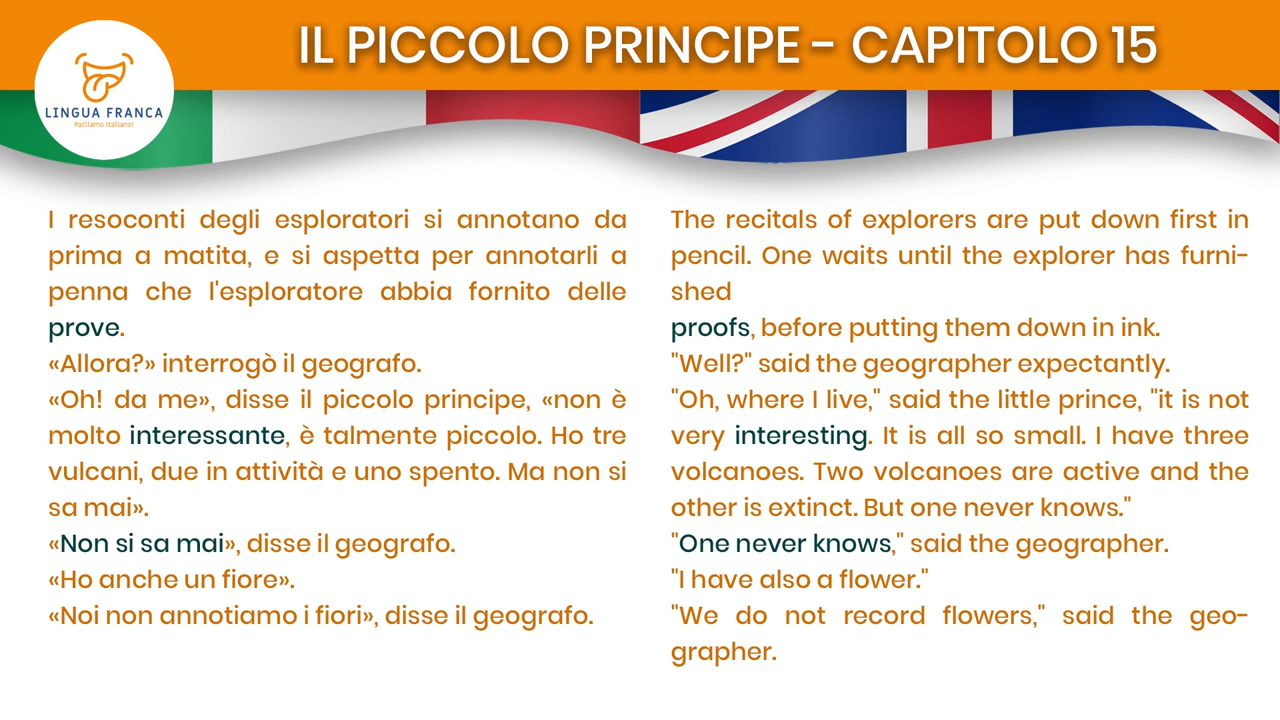 IL PICCOLO PRINCIPE - CAPITOLO 15
LINGUA FRANCA
Parliamo italiano!
I resoconti degli esploratori si annotano da
prima a matita, e si aspetta per annotarli a
penna che l'esploratore abbia fornito delle
prove.
«Allora?» interrogò il geografo.
«Oh! da me», disse il piccolo principe, «non è
molto interessante, è talmente piccolo. Ho tre
vulcani, due in attività e uno spento. Ma non si
sa mai».
«Non si sa mai», disse il geografo.
«Ho anche un fiore».
«Noi non annotiamo i fiori», disse il geografo.
The recitals of explorers are put down first in
pencil. One waits until the explorer has furni-
shed
proofs, before putting them down in ink.
"Well?" said the geographer expectantly.
"Oh, where I live," said the little prince, "it is not
very interesting. It is all so small. I have three
volcanoes. Two volcanoes are active and the
other is extinct. But one never knows."
"One never knows," said the geographer.
"I have also a flower."
"We do not record flowers," said the geo-
grapher.